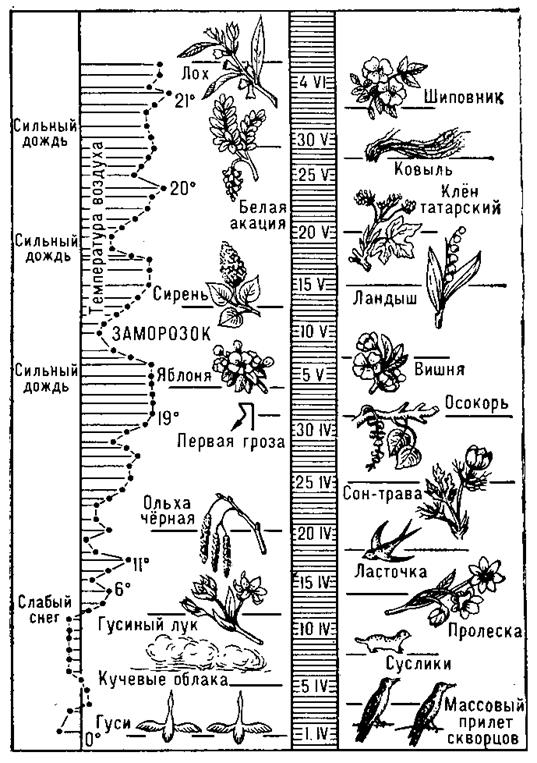 Лох
4 VI
21°
Шиповник
Сильный
дождь
30 V
Ковыль
25 V
Температура воздуха
20°
Клён
татарский
Белая
акация
20 V
Сильный
дождь
Сирень
15 V
Ландыш
ЗАМОРОЗОК
10 V
Сильный
дождь
Яблоня
5 V
Вишня
Осокорь
19°
Первая гроза
30 IV
25 IV
Сон-трава
Ольха
чёрная
20 IV
11°
Ласточка
6°
15 IV
Слабый
снег
Гусиный лук
10 IV
Пролеска
Суслики
Кучевые облака
5 IV
Гуси
Массовый
прилет
скворцов
0°
1. IV